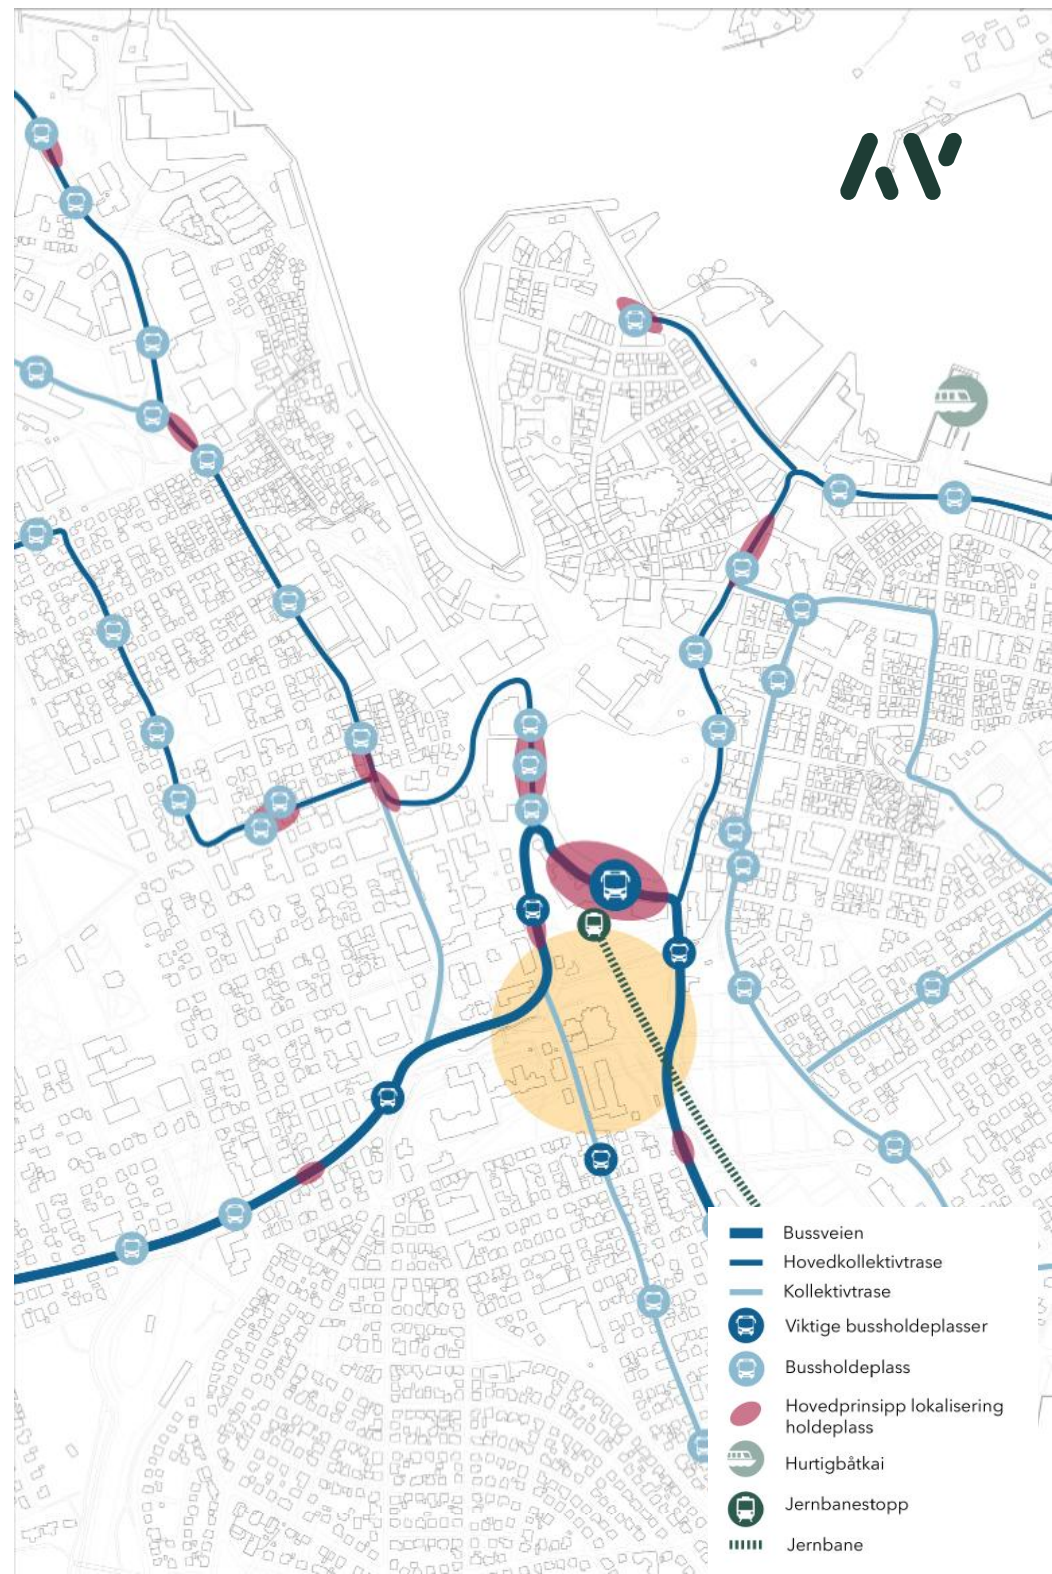 Bussveien
Hovedkollektivtrase
Kollektivtrase
Viktige bussholdeplasser
Bussholdeplass
Hovedprinsipp lokalisering
holdeplass
Hurtigbåtkai
Jernbanestopp
Jernbane